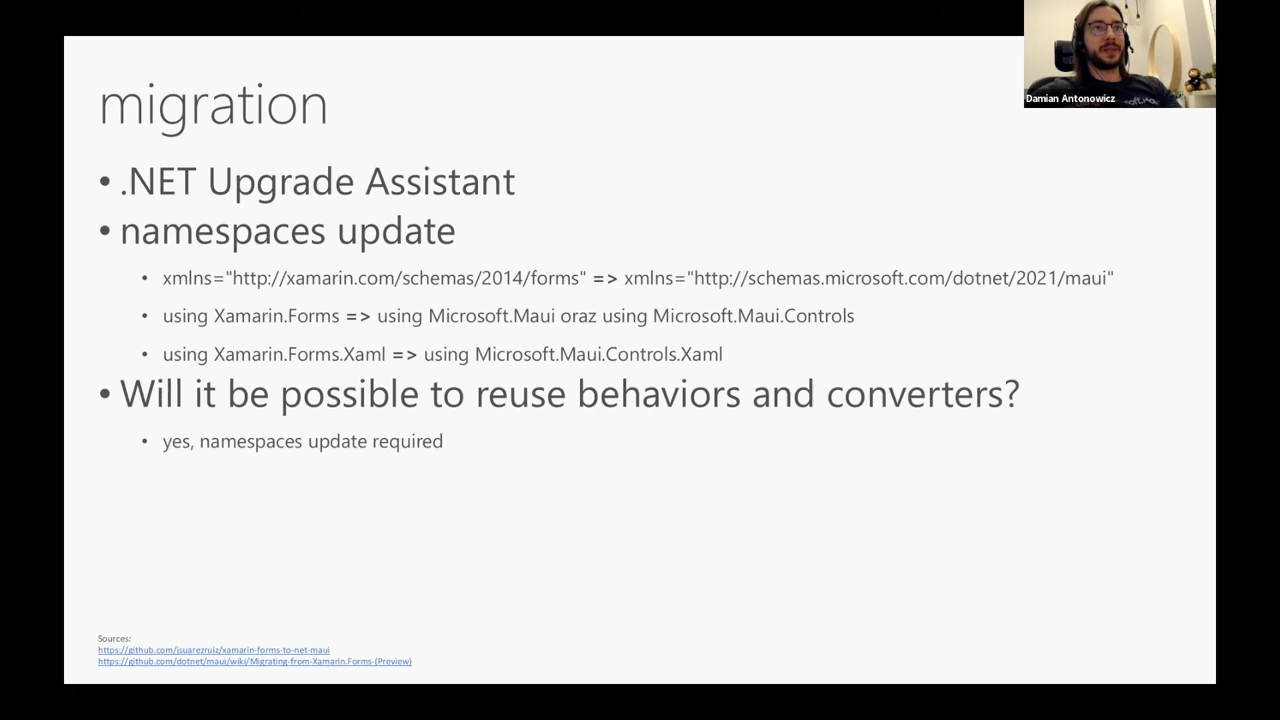 migration
• .NET Upgrade Assistant
• namespaces update
• xmlns="http://xamarin.com/schemas/2014/forms" => xmlns="http://schemas.microsoft.com/dotnet/2021/maui"
• using Xamarin.Forms => using Microsoft.Maui oraz using Microsoft.Maui.Controls
• using Xamarin.Forms.Xaml => using Microsoft.Maui.Controls.Xaml
• Will it be possible to reuse behaviors and converters?
• yes, namespaces update required
Sources:
https://github.com/jsuarezruiz/xamarin-forms-to-net-maui
https://github.com/dotnet/maui/wiki/Migrating-from-Xamarin.Forms-(Preview)
Damian Antonowicz